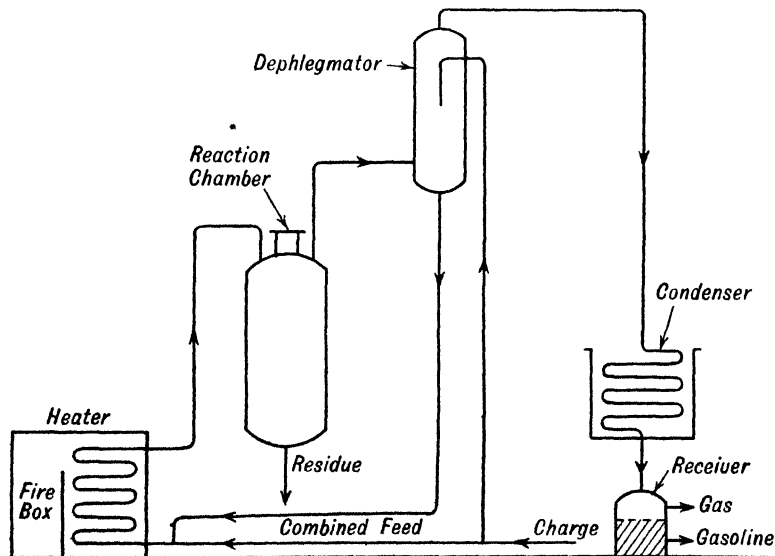 Dephlegmator
Reaction
Chamber
Condenser
Heater
Fire
Box
Residue
Receiver
Gas
Combined Feed
Charge
Gasoline